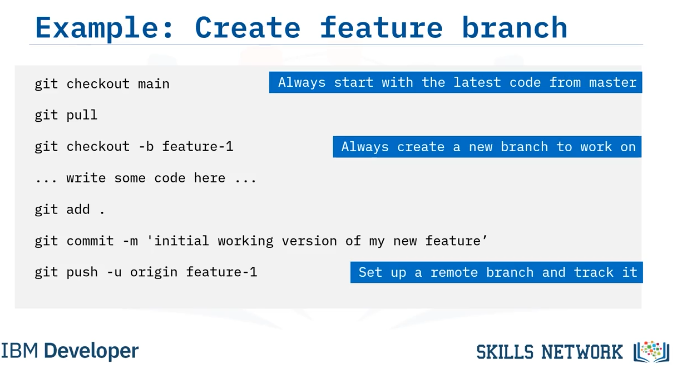 Example: Create feature branch
git checkout main
Always start with the latest code from master
git pull
git checkout -b feature-1
Always create a new branch to work on
... write some code here ...
git add .
git commit -m 'initial working version of my new feature’
git push -u origin feature-1
Set up a remote branch and track it
IBM Developer
SKILLS NETWORK